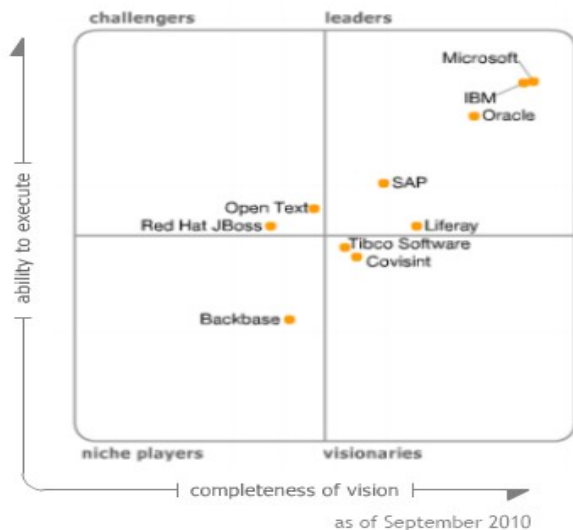 challengers
leaders
Microsoft
IBM
Oracle
SAP
Open Text
Red Hat JBoss
Liferay
Tibco Software
Covisint
Backbase
niche players
visionaries
ability to execute
completeness of vision
as of September 2010